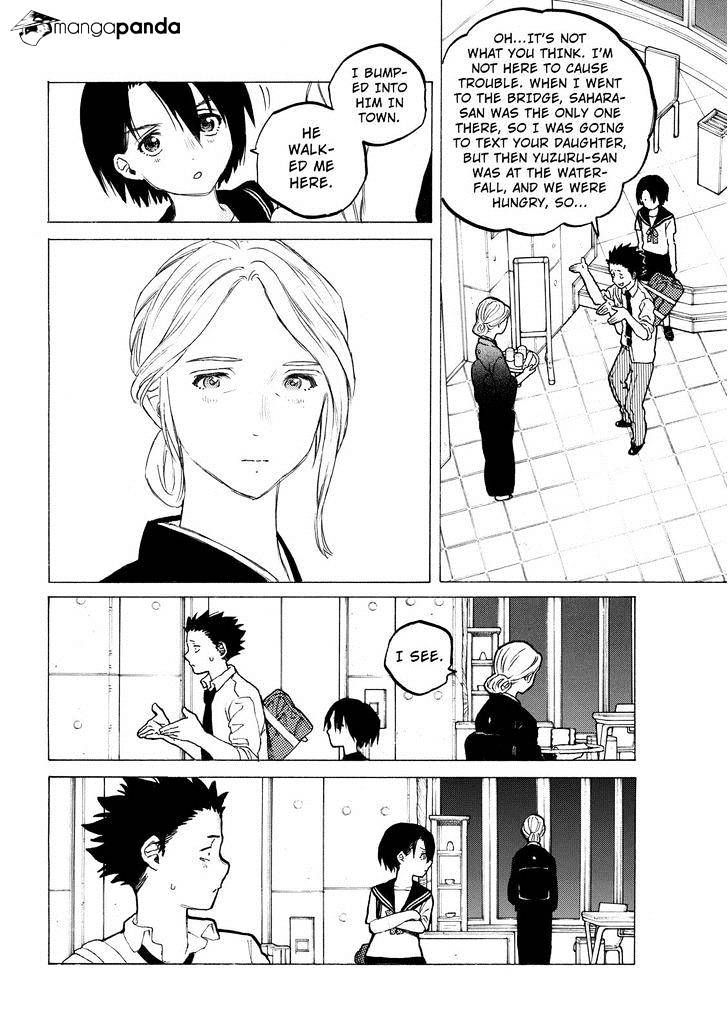 mangapanda
OH...IT'S NOT
WHAT YOU THINK. I'M
NOT HERE TO CAUSE
TROUBLE. WHEN I WENT
TO THE BRIDGE, SAHARA-
SAN WAS THE ONLY ONE
THERE, SO I WAS GOING
TO TEXT YOUR DAUGHTER,
BUT THEN YUZURU-SAN
WAS AT THE WATER-
FALL, AND WE WERE
HUNGRY, SO...
I BUMP-
ED INTO
HIM IN
TOWN.
HE
WALK-
ED ME
HERE.
I SEE.